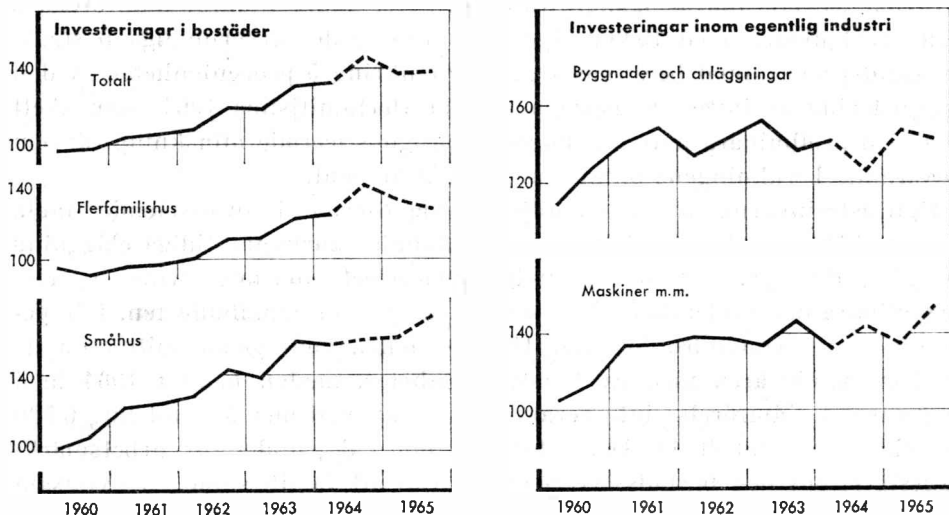 Investeringar i bostäder
140
Totalt
100
140
Flerfamiljshus
100
Småhus
140
100
1960 1961 1962 1963 1964 1965
Investeringar inom egentlig industri
Byggnader och anläggningar
160
120
Maskiner m.m.
140
100
1960 1961 1962 1963 1964 1965